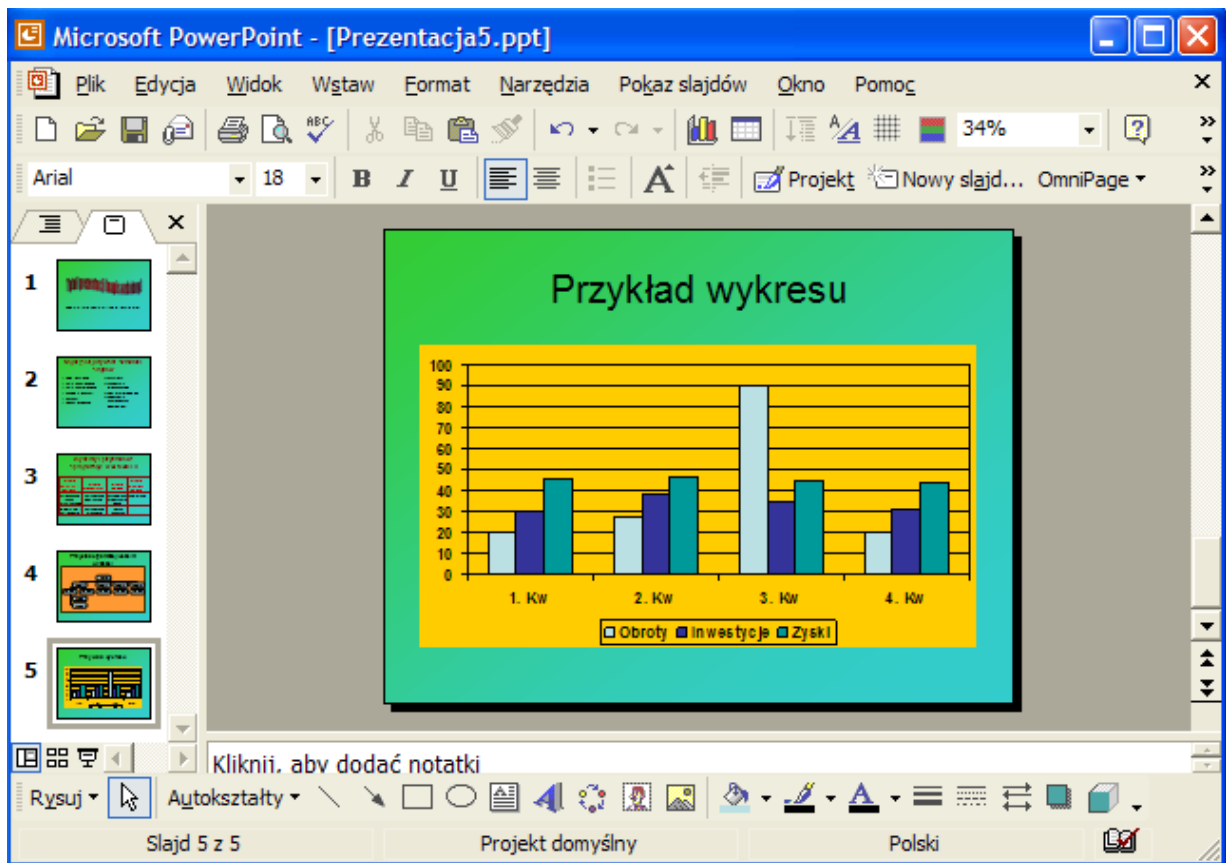 Microsoft PowerPoint - [Prezentacja5.ppt]
Plik Edycja Widok Wstaw Format Narzędzia Pokaz slajdów Okno Pomoc
ABC 34%
Arial 18 B I U A Projekt Nowy slajd... OmniPage
1
2
3
4
5
Przykład wykresu
100
90
80
70
60
50
40
30
20
10
0
1. Kw 2. Kw 3. Kw 4. Kw
Obroty Inwestycje Zyski
Kliknij, aby dodać notatki
Rysuj Autokształty
Slajd 5 z 5 Projekt domyślny Polski